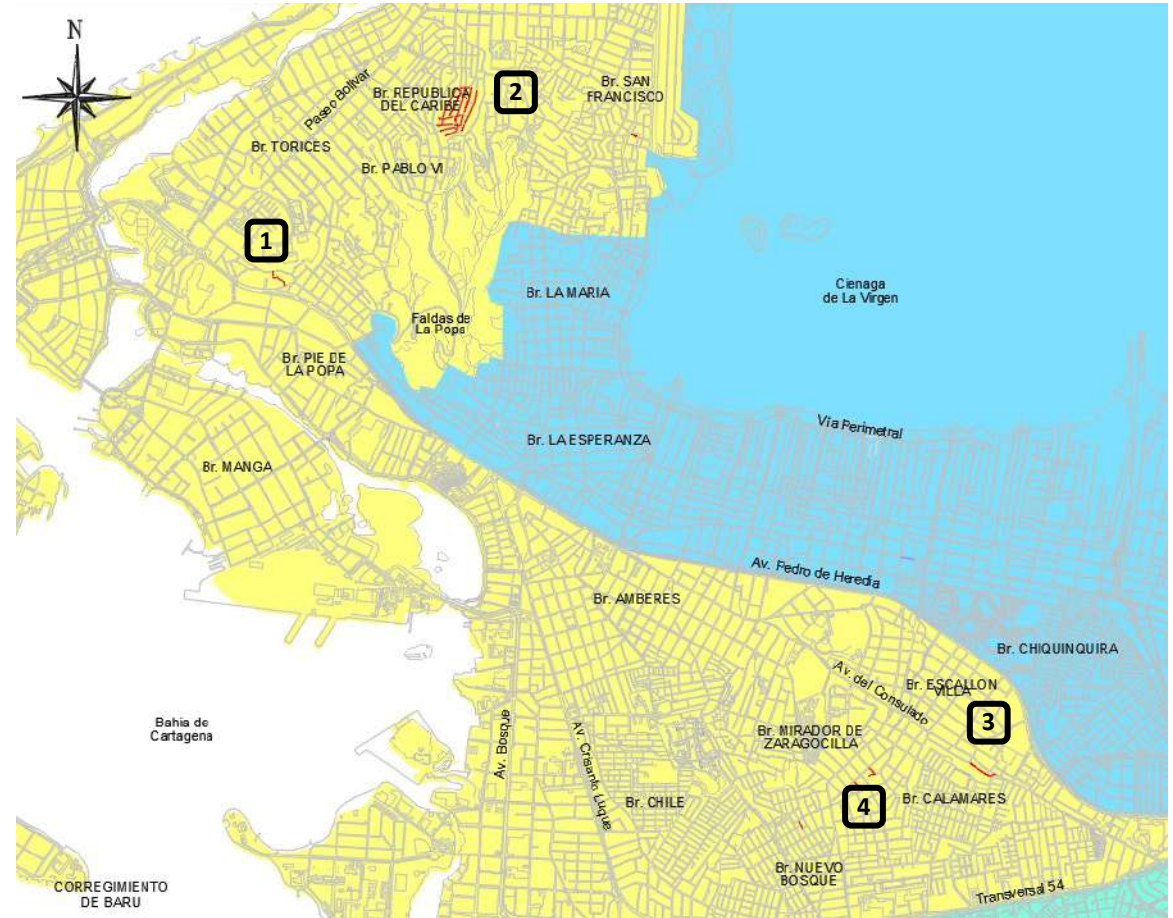 N
2
Br. REPUBLICA
DEL CARIBE
Br. SAN
FRANCISCO
Paseo Bolivar
Br. TORICES
Br. PABLO VI
1
Br. LA MARIA
Cienaga
de La Virgen
Faldas de
La Popa
Br. PIE DE
LA POPA
Via Perimetral
Br. LA ESPERANZA
Br. MANGA
Av. Pedro de Heredia
Br. AMBERES
Br. CHIQUINQUIRA
Av. del Consulado
Br. ESCALLON
VILLA
3
Bahia de
Cartagena
Av. Bosque
Av. Crisanto Luque
Br. MIRADOR DE
ZARAGOCILLA
4
Br. CHILE
Br. CALAMARES
Br. NUEVO
BOSQUE
CORREGIMIENTO
DE BARU
Transversal 54